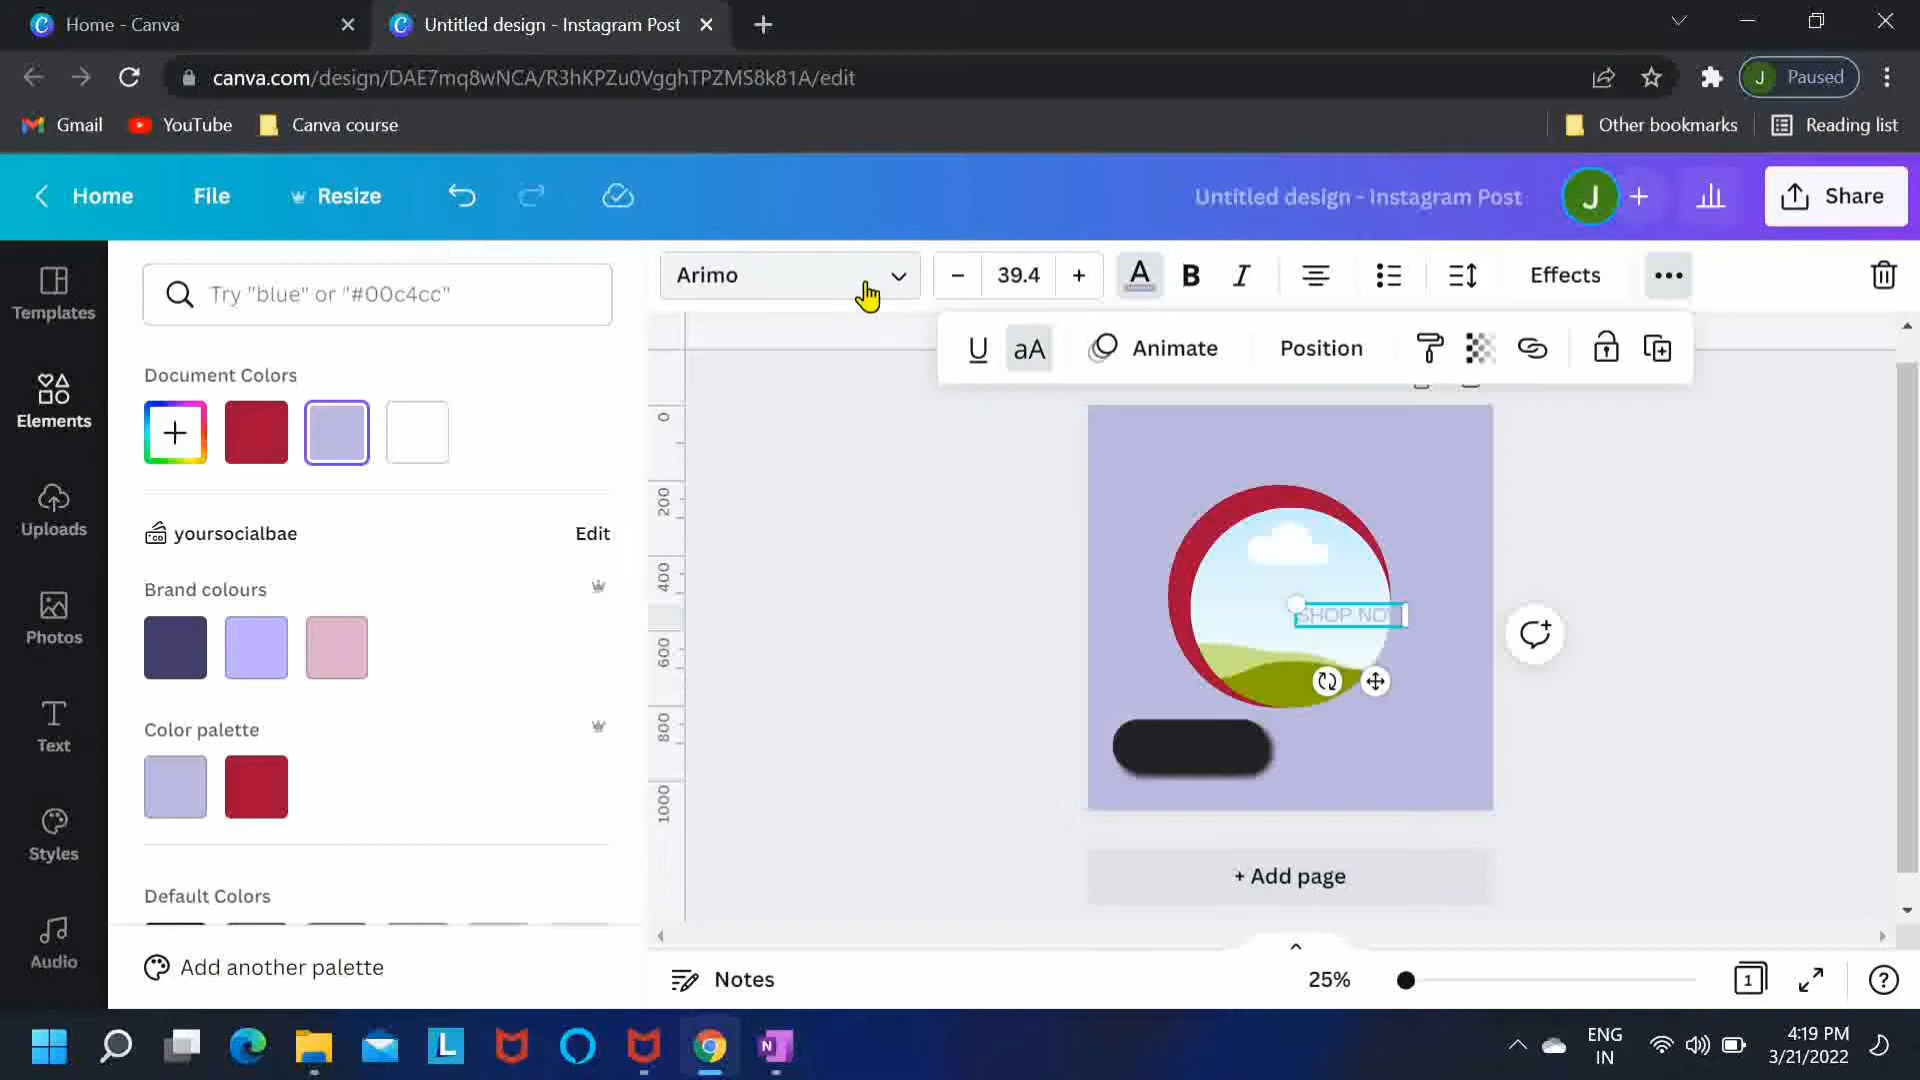 Home - Canva
Untitled design - Instagram Post
canva.com/design/DAE7mq8wNCA/R3hKPZu0VgghTPZMS8k81A/edit
J Paused
Gmail YouTube Canva course Other bookmarks Reading list
Home File Resize Untitled design - Instagram Post J + Share
Templates
Elements
Uploads
Photos
Text
Styles
Audio
Try "blue" or "#00c4cc"
Document Colors
yoursocialbae Edit
Brand colours
Color palette
Default Colors
Add another palette
Arimo – 39.4 + A B I Effects
U aA Animate Position
0
200
400
600
800
1000
SHOP NO
+ Add page
Notes 25% 1 ?
ENG
IN
4:19 PM
3/21/2022